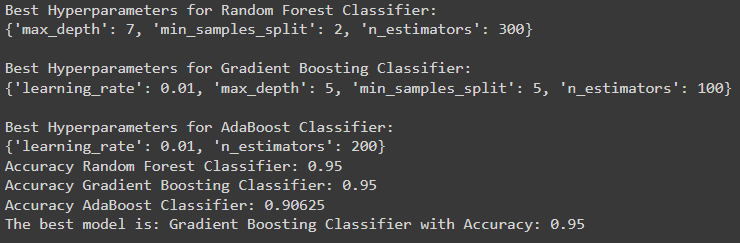 Best Hyperparameters for Random Forest Classifier:
{'max_depth': 7, 'min_samples_split': 2, 'n_estimators': 300}
Best Hyperparameters for Gradient Boosting Classifier:
{'learning_rate': 0.01, 'max_depth': 5, 'min_samples_split': 5, 'n_estimators': 100}
Best Hyperparameters for AdaBoost Classifier:
{'learning_rate': 0.01, 'n_estimators': 200}
Accuracy Random Forest Classifier: 0.95
Accuracy Gradient Boosting Classifier: 0.95
Accuracy AdaBoost Classifier: 0.90625
The best model is: Gradient Boosting Classifier with Accuracy: 0.95